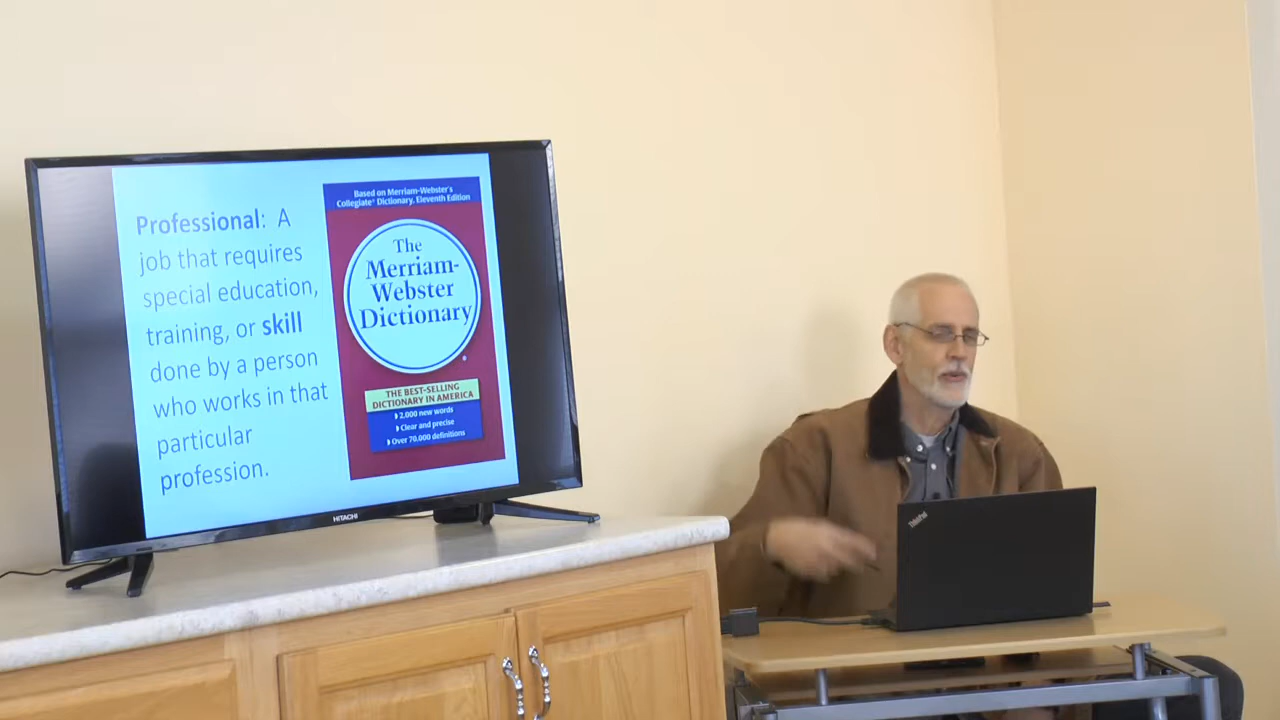 Professional: A
job that requires
special education,
training, or skill
done by a person
who works in that
particular
profession.
Based on Merriam-Webster's
Collegiate® Dictionary, Eleventh Edition
The
Merriam-
Webster
Dictionary
®
THE BEST-SELLING
DICTIONARY IN AMERICA
2,000 new words
Clear and precise
Over 70,000 definitions
HITACHI
ThinkPad